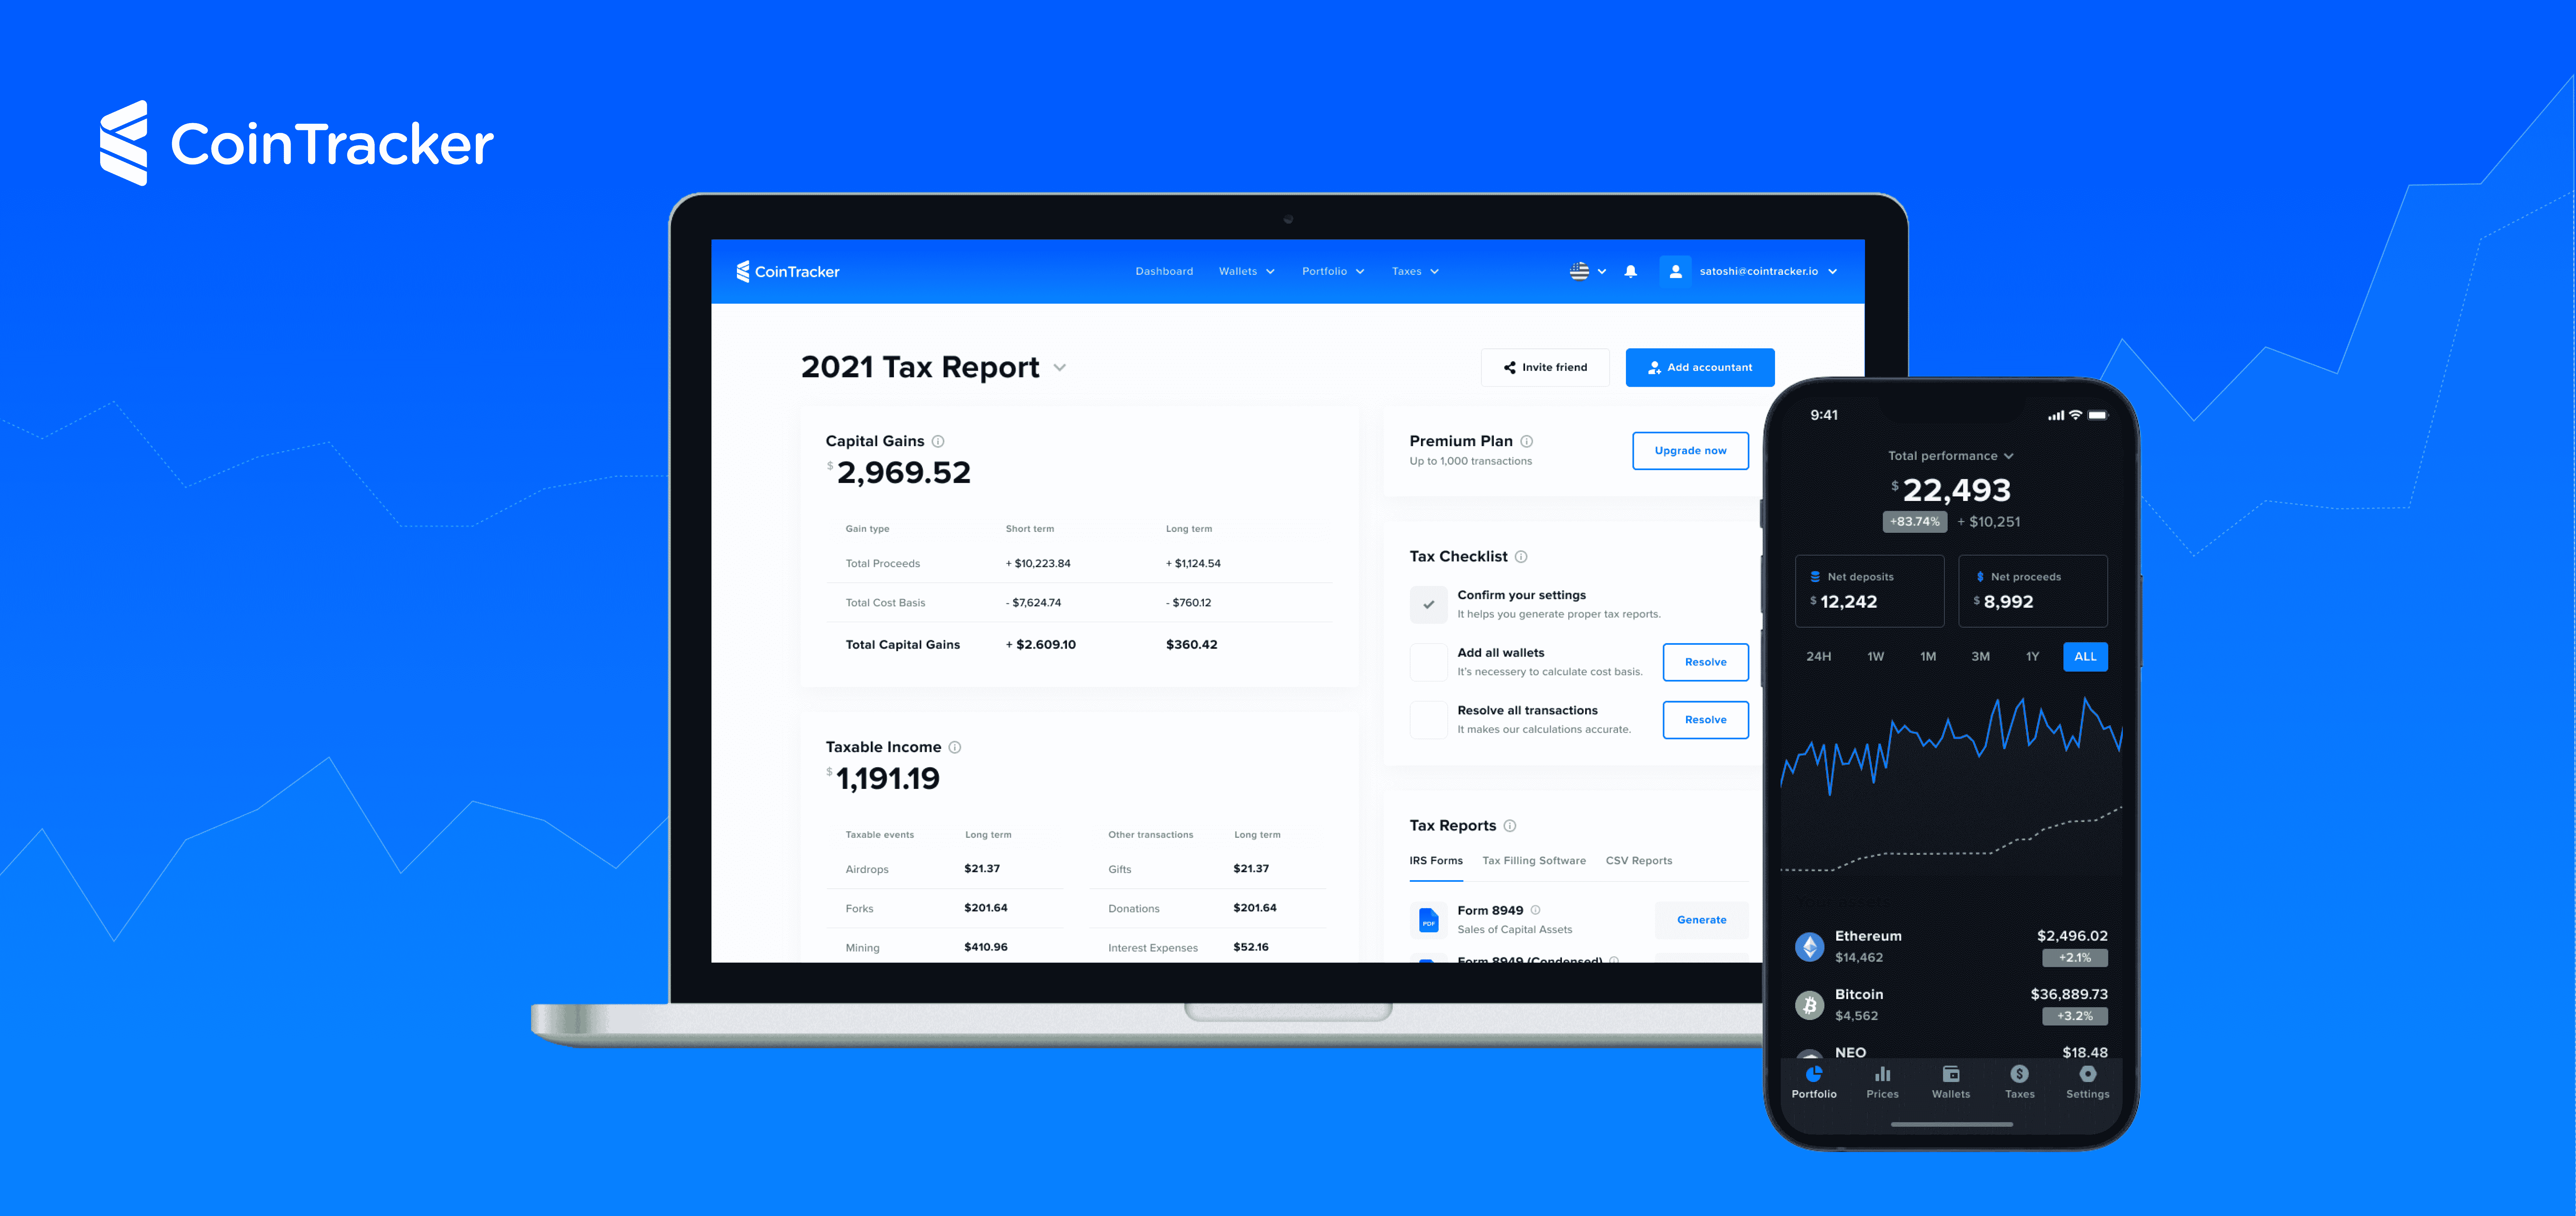 CoinTracker
CoinTracker
Dashboard Wallets Portfolio Taxes satoshi@cointracker.io
2021 Tax Report
Invite friend
Add accountant
Capital Gains
$ 2,969.52
Gain type Short term Long term
Total Proceeds + $10,223.84 + $1,124.54
Total Cost Basis - $7,624.74 - $760.12
Total Capital Gains + $2.609.10 $360.42
Taxable Income
$ 1,191.19
Taxable events Long term Other transactions Long term
Airdrops $21.37 Gifts $21.37
Forks $201.64 Donations $201.64
Mining $410.96 Interest Expenses $52.16
Premium Plan
Up to 1,000 transactions
Upgrade now
Tax Checklist
Confirm your settings
It helps you generate proper tax reports.
Add all wallets
It's necessery to calculate cost basis.
Resolve
Resolve all transactions
It makes our calculations accurate.
Resolve
Tax Reports
IRS Forms Tax Filling Software CSV Reports
PDF
Form 8949
Sales of Capital Assets
Generate
Form 8949 (Condensed)
9:41
Total performance
$ 22,493
+83.74% + $10,251
Net deposits
$ 12,242
Net proceeds
$ 8,992
24H 1W 1M 3M 1Y ALL
Ethereum $2,496.02
$14,462 +2.1%
Bitcoin $36,889.73
$4,562 +3.2%
NEO $18.48
Portfolio Prices Wallets Taxes Settings